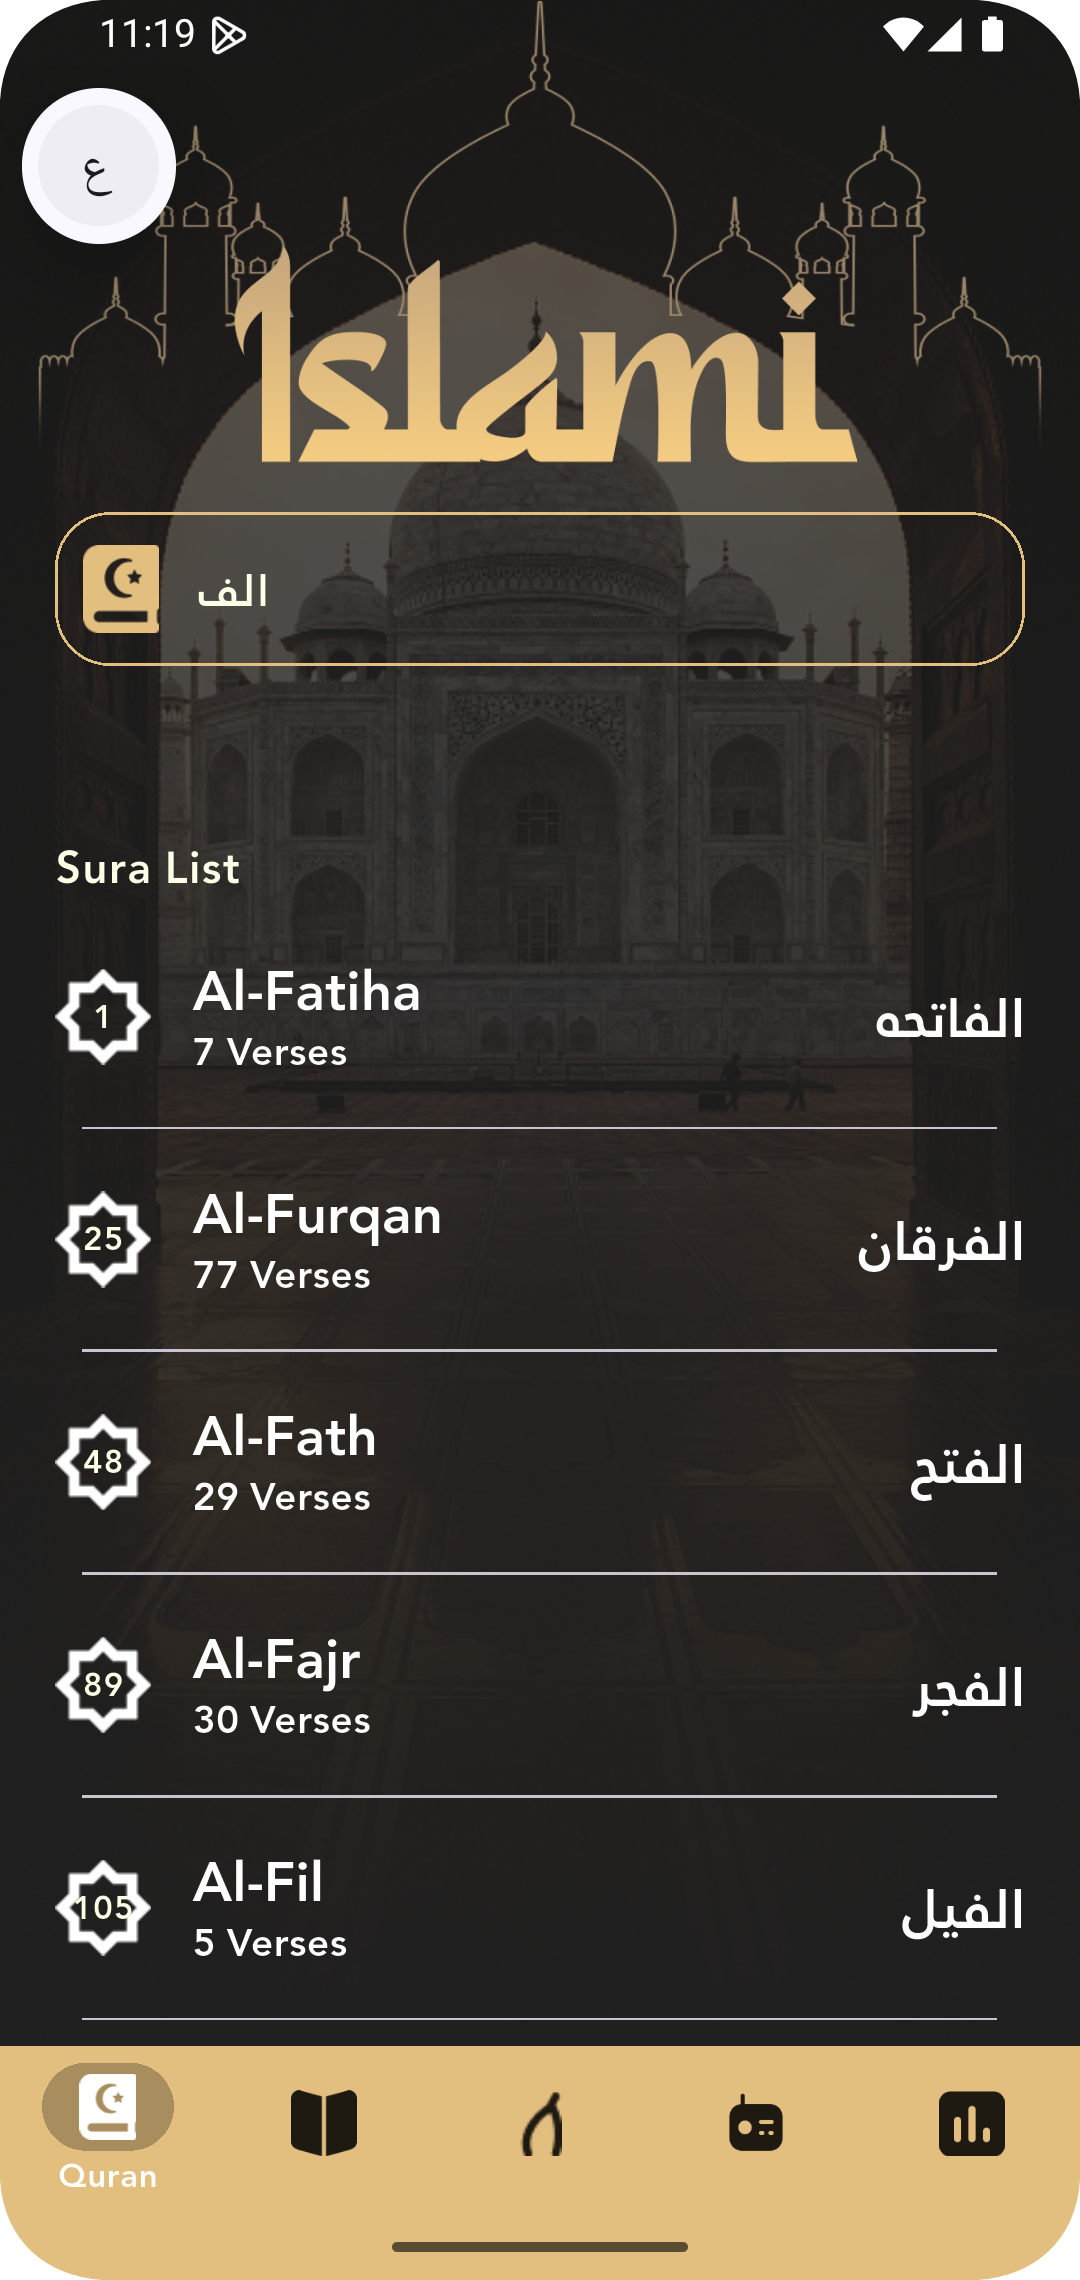 11:19
ع
Islami
الف
Sura List
1
Al-Fatiha
7 Verses
الفاتحه
25
Al-Furqan
77 Verses
الفرقان
48
Al-Fath
29 Verses
الفتح
89
Al-Fajr
30 Verses
الفجر
105
Al-Fil
5 Verses
الفيل
Quran